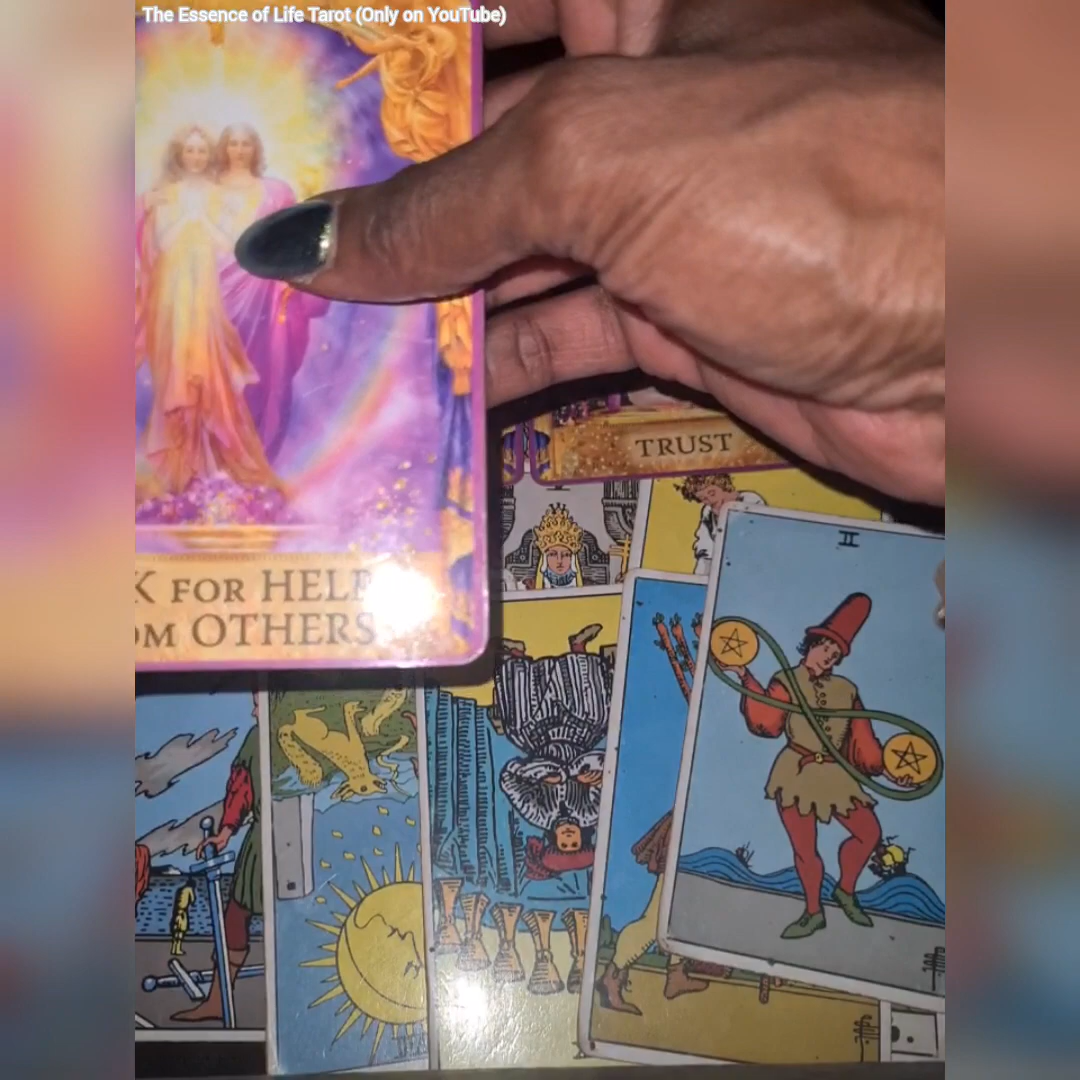 The Essence of Life Tarot (Only on YouTube)
K FOR HELP
OM OTHERS
TRUST
II